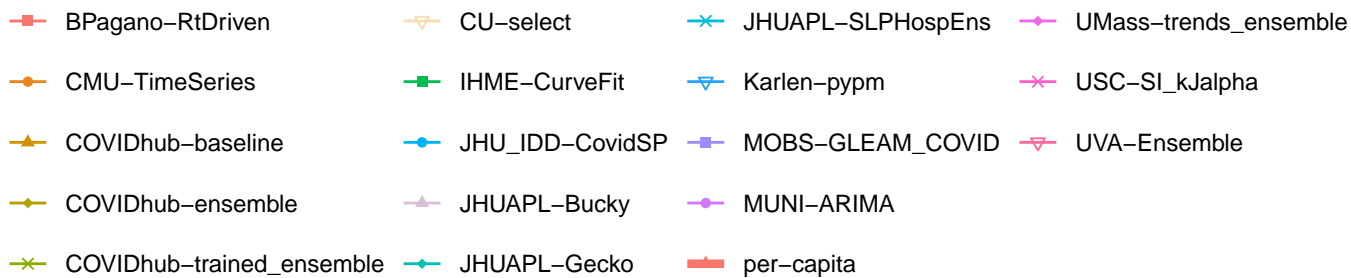 BPagano−RtDriven
CMU−TimeSeries
COVIDhub−baseline
COVIDhub−ensemble
COVIDhub−trained_ensemble
CU−select
IHME−CurveFit
JHU_IDD−CovidSP
JHUAPL−Bucky
JHUAPL−Gecko
JHUAPL−SLPHospEns
Karlen−pypm
MOBS−GLEAM_COVID
MUNI−ARIMA
per−capita
UMass−trends_ensemble
USC−SI_kJalpha
UVA−Ensemble